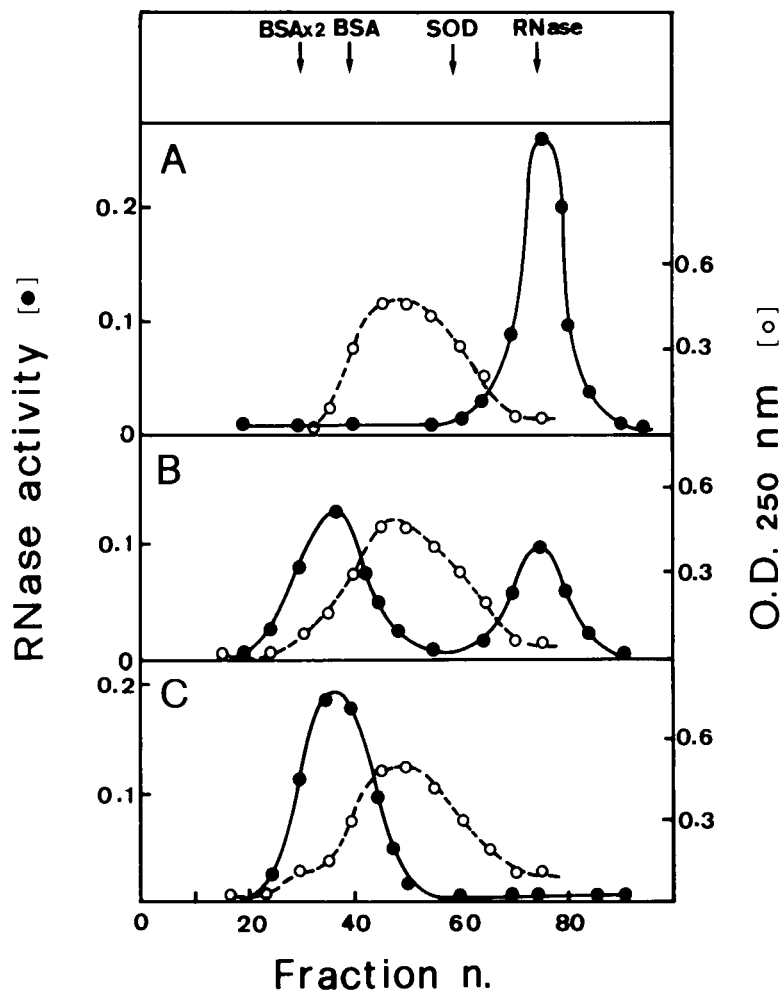 BSAx2 BSA SOD RNase
A
0.2
0.1
0
0.6
0.3
B
0.1
0
0.6
0.3
C
0.2
0.1
0.6
0.3
0 20 40 60 80
Fraction n.
RNase activity [●]
O.D. 250 nm [○]